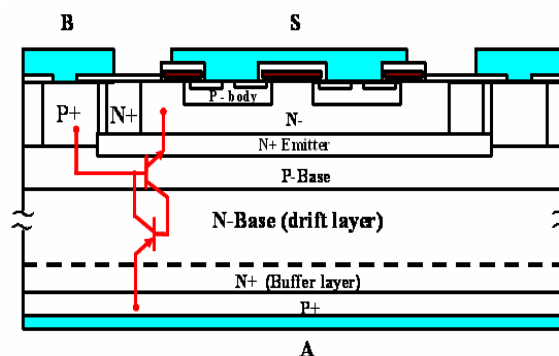 B S
P - body
P+ N+ N-
N+ Emitter
P-Base
N-Base (drift layer)
N+ (Buffer layer)
P+
A